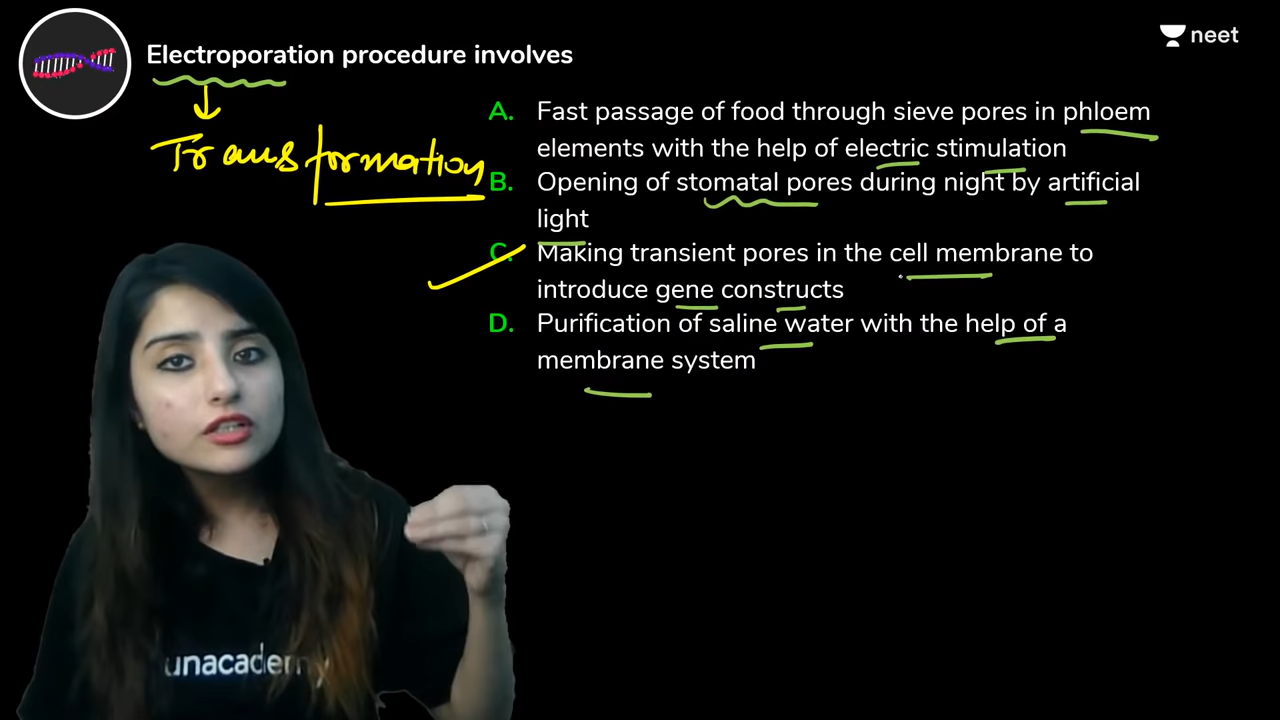 neet
Electroporation procedure involves
Transformation
A. Fast passage of food through sieve pores in phloem
elements with the help of electric stimulation
B. Opening of stomatal pores during night by artificial
light
C. Making transient pores in the cell membrane to
introduce gene constructs
D. Purification of saline water with the help of a
membrane system
unacademy